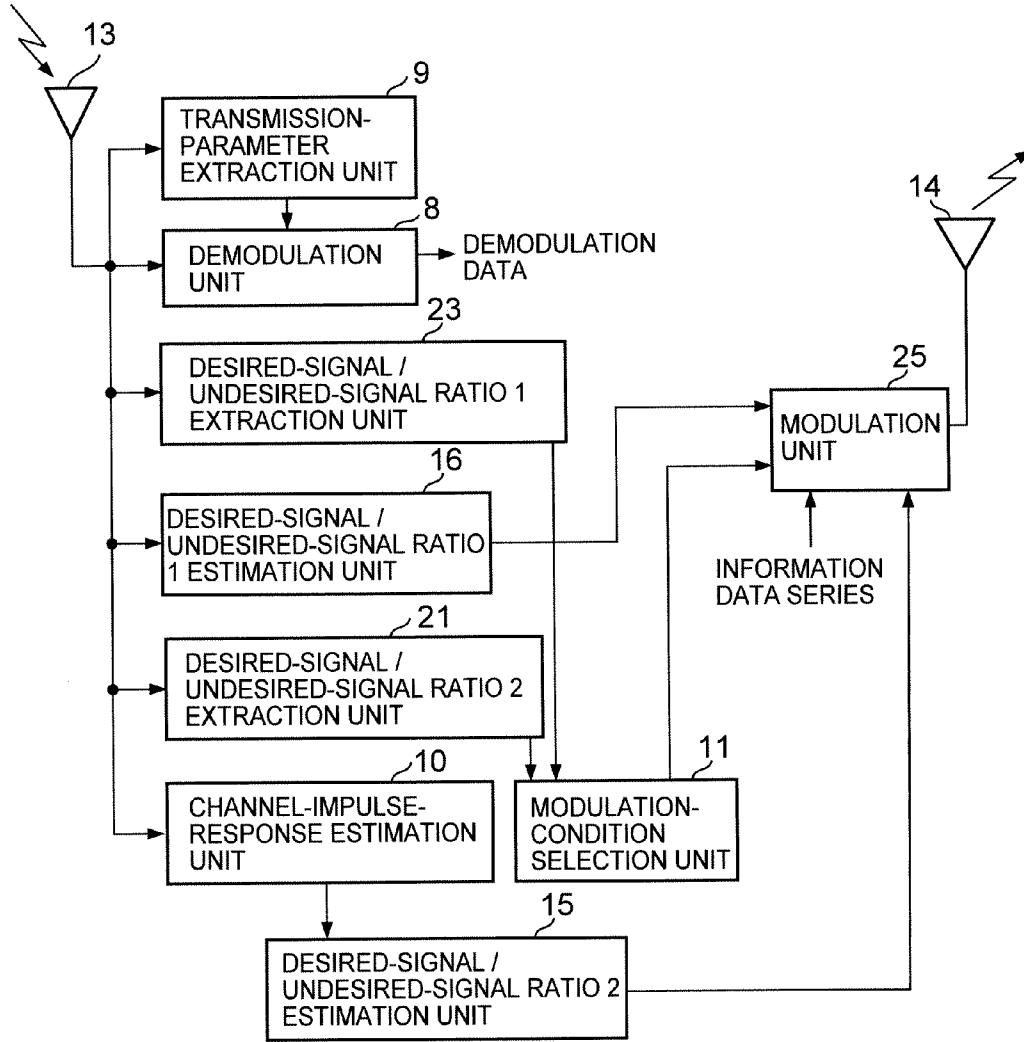 13
9
TRANSMISSION-
PARAMETER
EXTRACTION UNIT
14
8
DEMODULATION
UNIT
DEMODULATION
DATA
23
DESIRED-SIGNAL /
UNDESIRED-SIGNAL RATIO 1
EXTRACTION UNIT
25
MODULATION
UNIT
16
DESIRED-SIGNAL /
UNDESIRED-SIGNAL RATIO
1 ESTIMATION UNIT
INFORMATION
DATA SERIES
21
DESIRED-SIGNAL /
UNDESIRED-SIGNAL RATIO 2
EXTRACTION UNIT
10
CHANNEL-IMPULSE-
RESPONSE ESTIMATION
UNIT
11
MODULATION-
CONDITION
SELECTION UNIT
15
DESIRED-SIGNAL /
UNDESIRED-SIGNAL RATIO 2
ESTIMATION UNIT